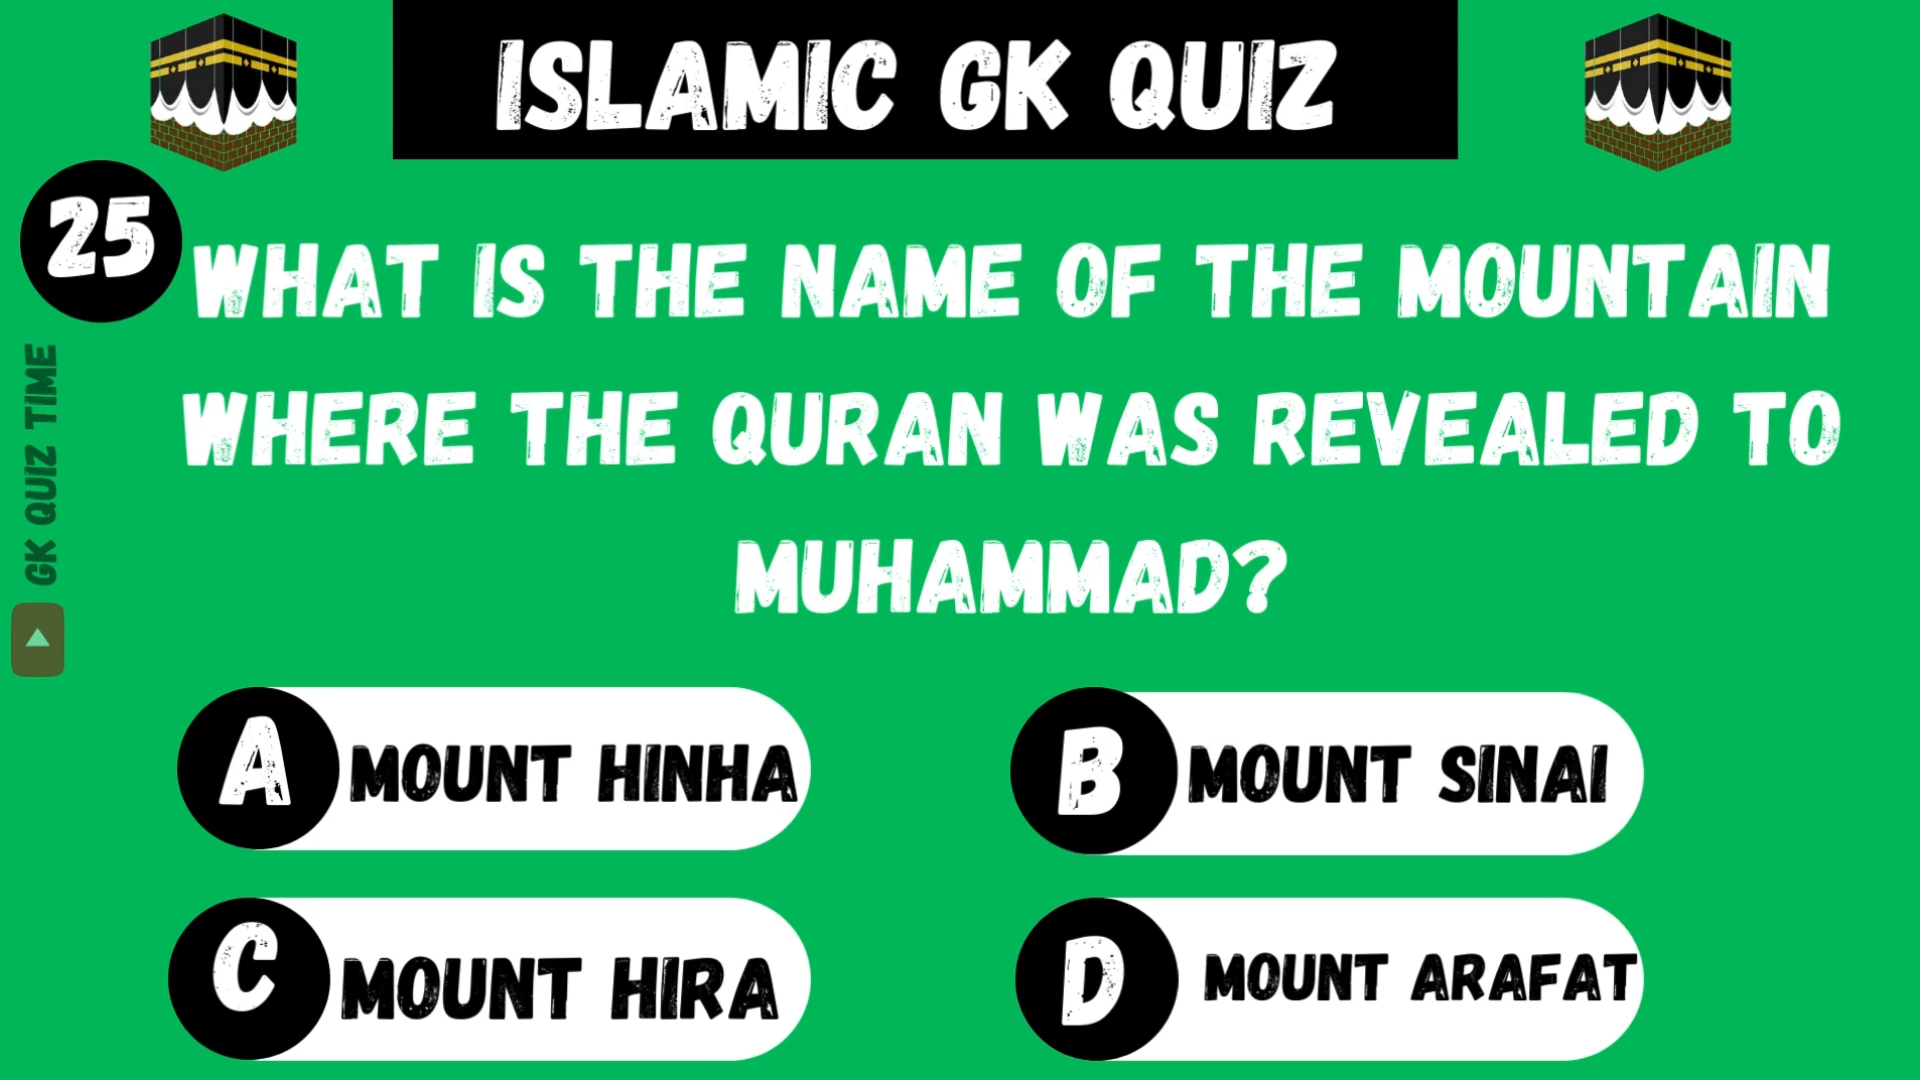 ISLAMIC GK QUIZ
25
WHAT IS THE NAME OF THE MOUNTAIN
WHERE THE QURAN WAS REVEALED TO
MUHAMMAD?
GK QUIZ TIME
A MOUNT HINHA
B MOUNT SINAI
C MOUNT HIRA
D MOUNT ARAFAT